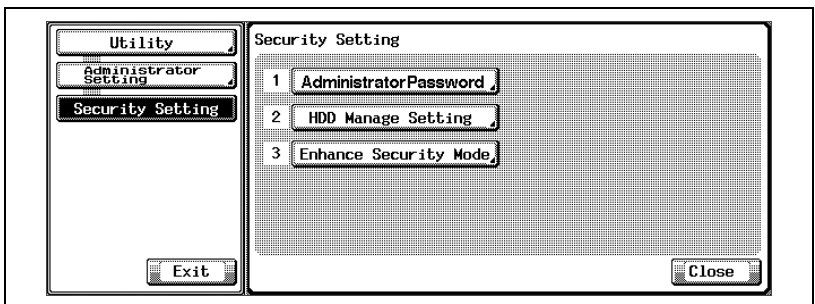 Utility
Administrator
Setting
Security Setting
Exit
Security Setting
1 AdministratorPassword
2 HDD Manage Setting
3 Enhance Security Mode
Close